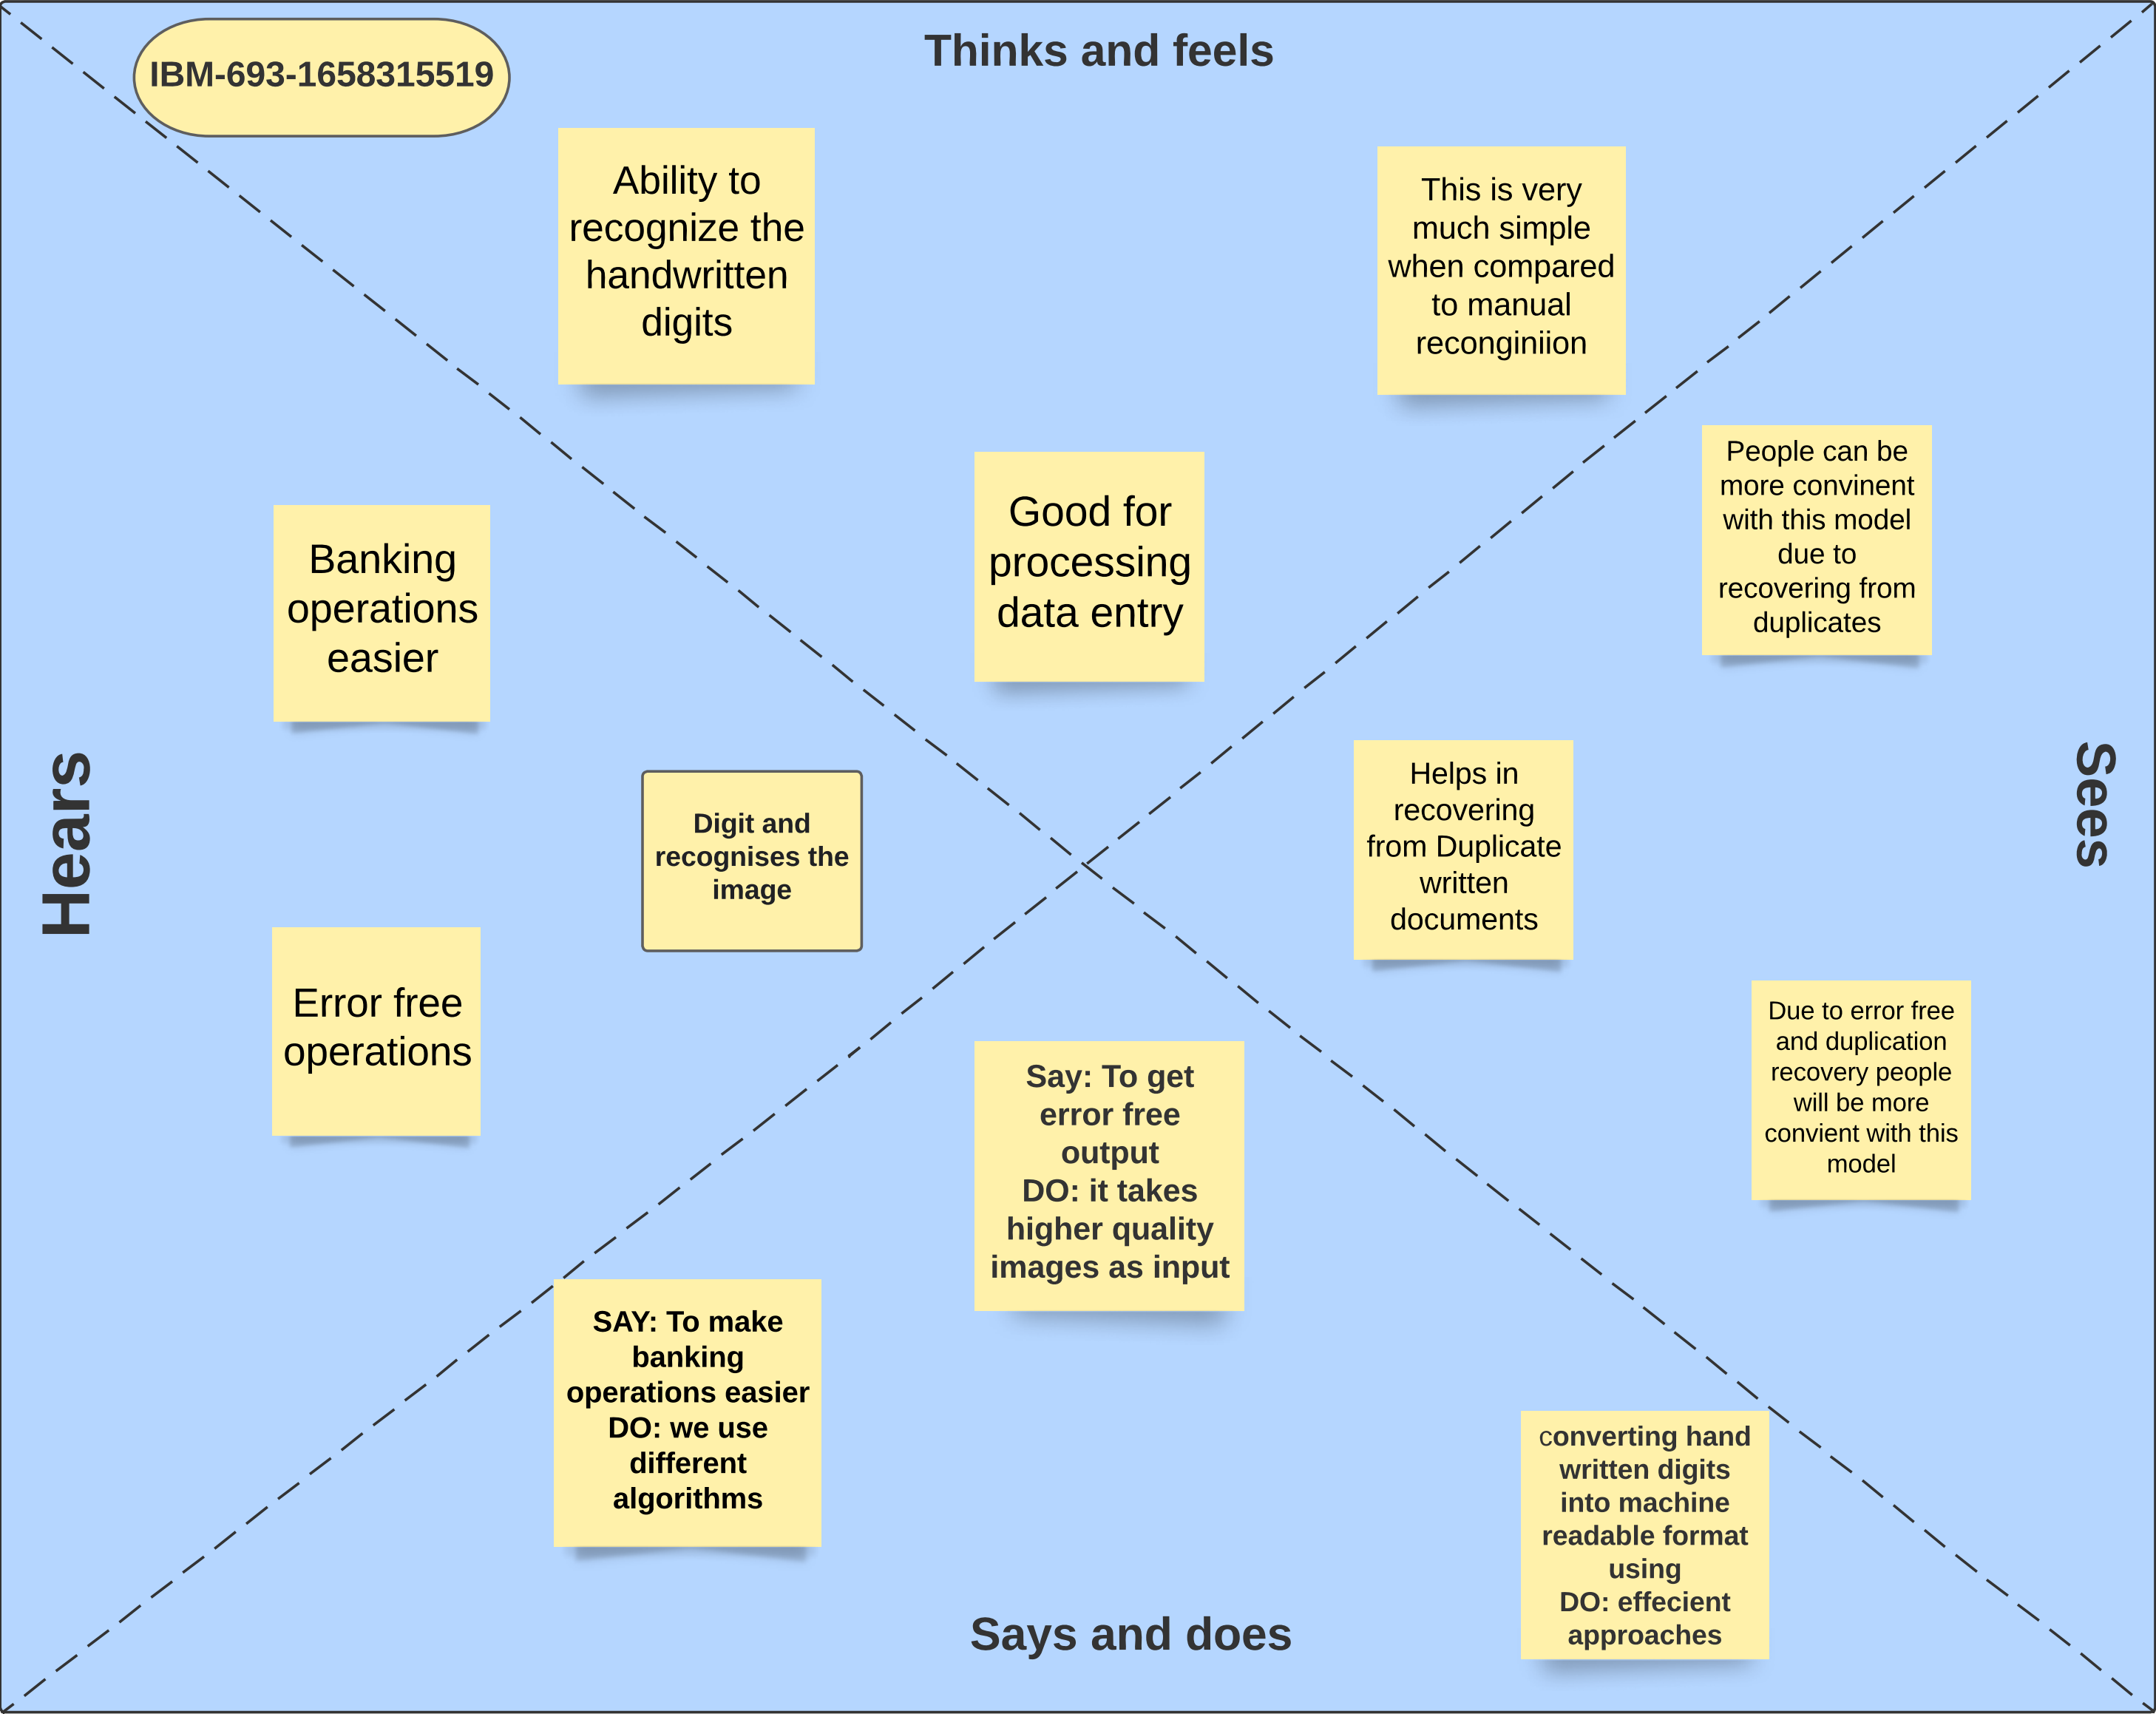 IBM-693-1658315519
Thinks and feels
Ability to
recognize the
handwritten
digits
This is very
much simple
when compared
to manual
reconginiion
Good for
processing
data entry
People can be
more convinent
with this model
due to
recovering from
duplicates
Banking
operations
easier
Hears
Digit and
recognises the
image
Error free
operations
Helps in
recovering
from Duplicate
written
documents
Sees
Due to error free
and duplication
recovery people
will be more
convient with this
model
Say: To get
error free
output
DO: it takes
higher quality
images as input
SAY: To make
banking
operations easier
DO: we use
different
algorithms
converting hand
written digits
into machine
readable format
using
DO: effecient
approaches
Says and does